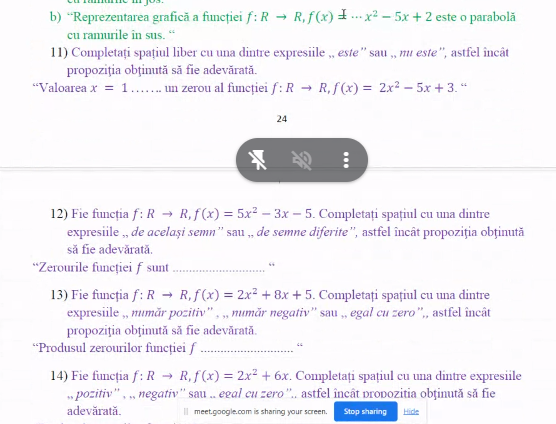 cu ramurile în jos.
b) “Reprezentarea grafică a funcției f: R → R, f(x) = ⋯ x² − 5x + 2 este o parabolă
cu ramurile în sus. “
11) Completați spațiul liber cu una dintre expresiile „ este” sau „ nu este”, astfel încât
propoziția obținută să fie adevărată.
“Valoarea x = 1 ....... un zerou al funcției f: R → R, f(x) = 2x² − 5x + 3. “
24
12) Fie funcția f: R → R, f(x) = 5x² − 3x − 5. Completați spațiul cu una dintre
expresiile „ de același semn” sau „ de semne diferite”, astfel încât propoziția obținută
să fie adevărată.
“Zerourile funcției f sunt ............................ “
13) Fie funcția f: R → R, f(x) = 2x² + 8x + 5. Completați spațiul cu una dintre
expresiile „ număr pozitiv” , „ număr negativ” sau „ egal cu zero”,, astfel încât
propoziția obținută să fie adevărată.
“Produsul zerourilor funcției f ............................ “
14) Fie funcția f: R → R, f(x) = 2x² + 6x. Completați spațiul cu una dintre expresiile
„ pozitiv” , „ negativ” sau „ egal cu zero”,, astfel încât propoziția obținută să fie
adevărată.
meet.google.com is sharing your screen. Stop sharing Hide